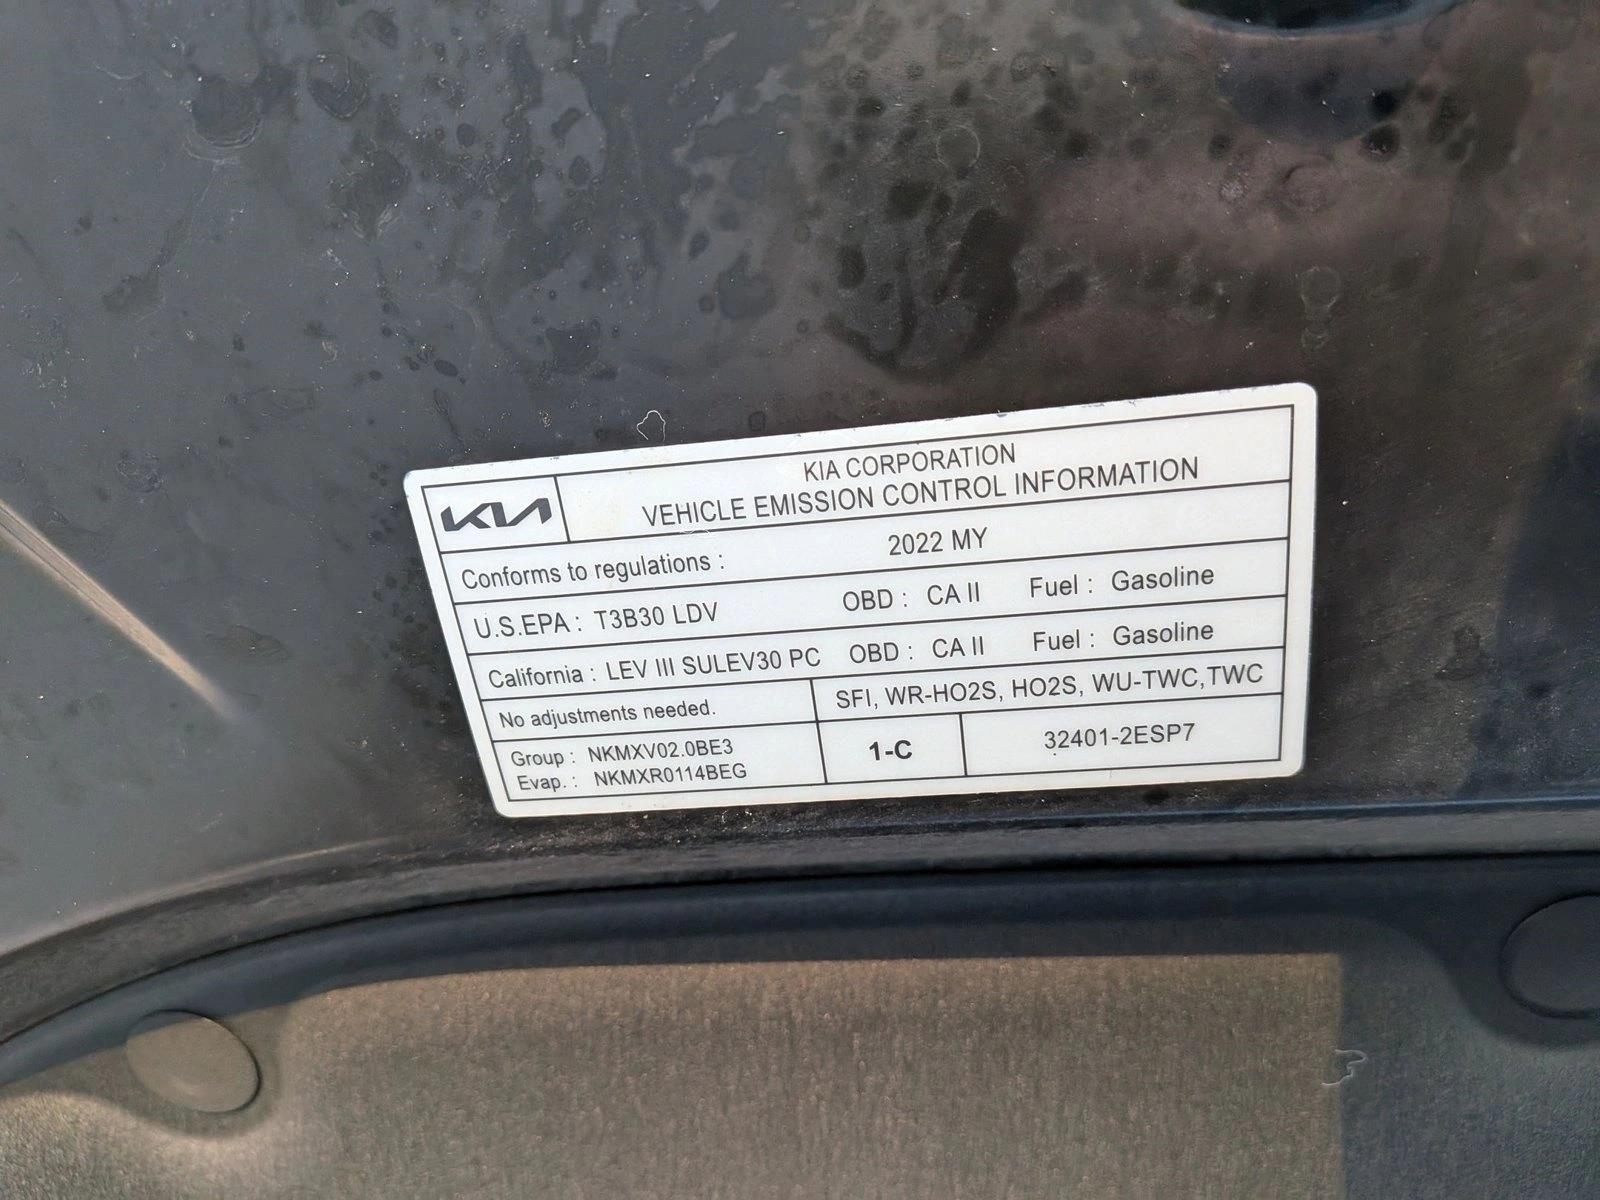 KIA CORPORATION
KIA VEHICLE EMISSION CONTROL INFORMATION
Conforms to regulations : 2022 MY
U.S.EPA : T3B30 LDV OBD : CA II Fuel : Gasoline
California : LEV III SULEV30 PC OBD : CA II Fuel : Gasoline
No adjustments needed. SFI, WR-HO2S, HO2S, WU-TWC,TWC
Group : NKMXV02.0BE3
Evap. : NKMXR0114BEG
1-C
32401-2ESP7